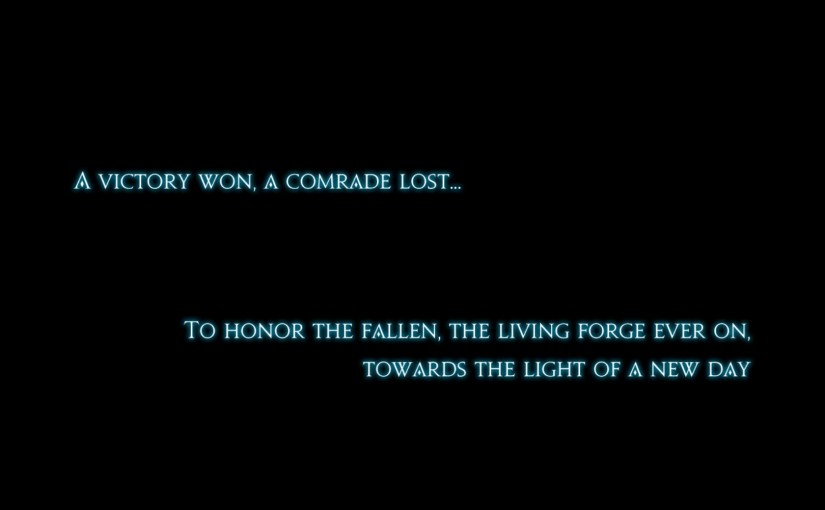 A VICTORY WON, A COMRADE LOST...
TO HONOR THE FALLEN, THE LIVING FORGE EVER ON,
TOWARDS THE LIGHT OF A NEW DAY